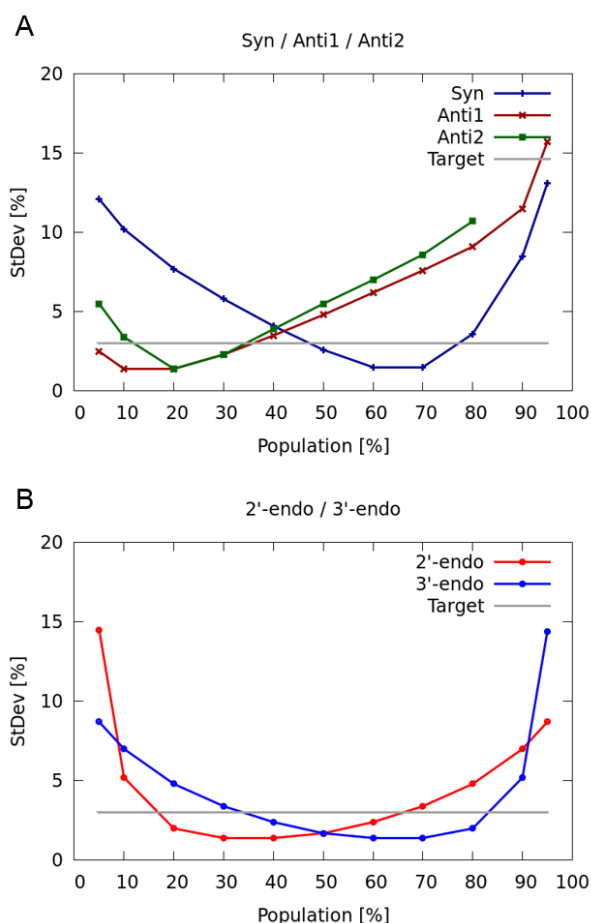 A
Syn / Anti1 / Anti2
20
15
10
5
0
StDev [%]
Syn
Anti1
Anti2
Target
0 10 20 30 40 50 60 70 80 90 100
Population [%]
B
2'-endo / 3'-endo
20
15
10
5
0
StDev [%]
2'-endo
3'-endo
Target
0 10 20 30 40 50 60 70 80 90 100
Population [%]